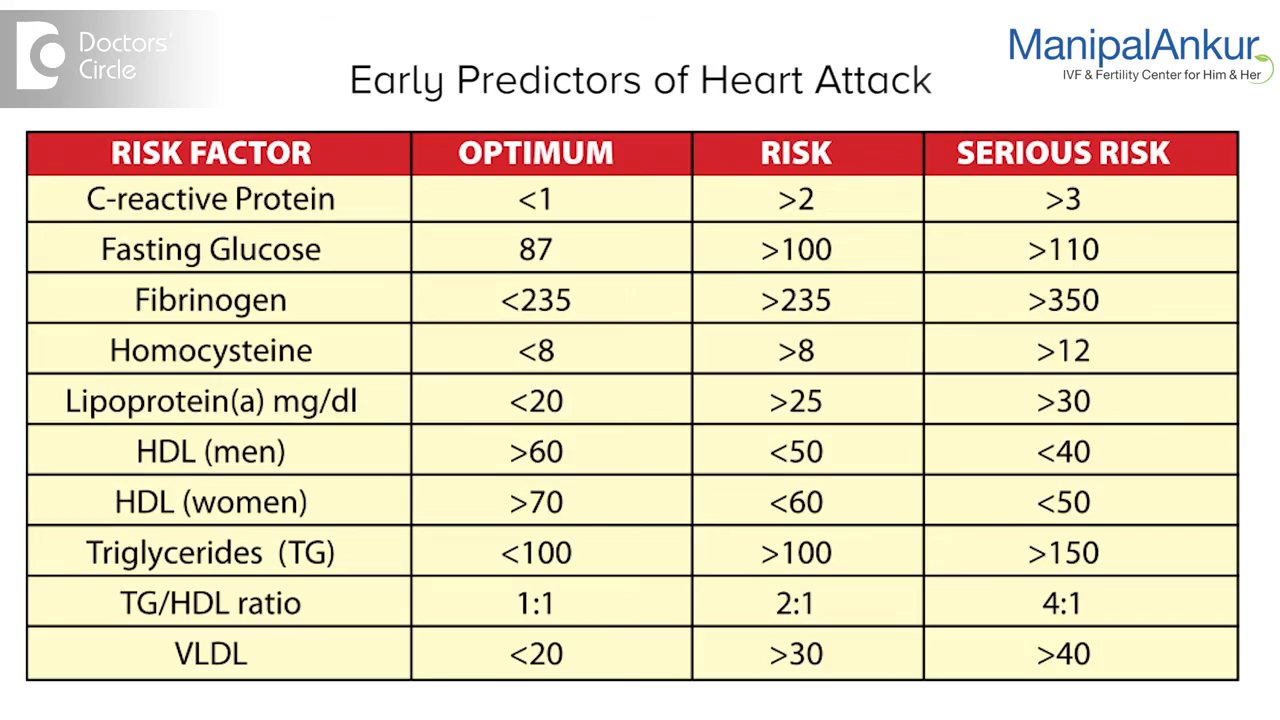 Doctors'
Circle
ManipalAnkur
IVF & Fertility Center for Him & Her
Early Predictors of Heart Attack
RISK FACTOR OPTIMUM RISK SERIOUS RISK
C-reactive Protein <1 >2 >3
Fasting Glucose 87 >100 >110
Fibrinogen <235 >235 >350
Homocysteine <8 >8 >12
Lipoprotein(a) mg/dl <20 >25 >30
HDL (men) >60 <50 <40
HDL (women) >70 <60 <50
Triglycerides (TG) <100 >100 >150
TG/HDL ratio 1:1 2:1 4:1
VLDL <20 >30 >40